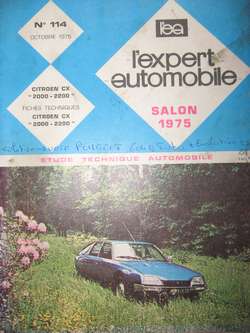 N° 114
OCTOBRE 1975
l'ea
l'expert
automobile
CITROEN CX
"2000-2200"
FICHES TECHNIQUES
CITROEN CX
"2000-2200"
SALON
1975
PEUGEOT
ETUDE TECHNIQUE AUTOMOBILE